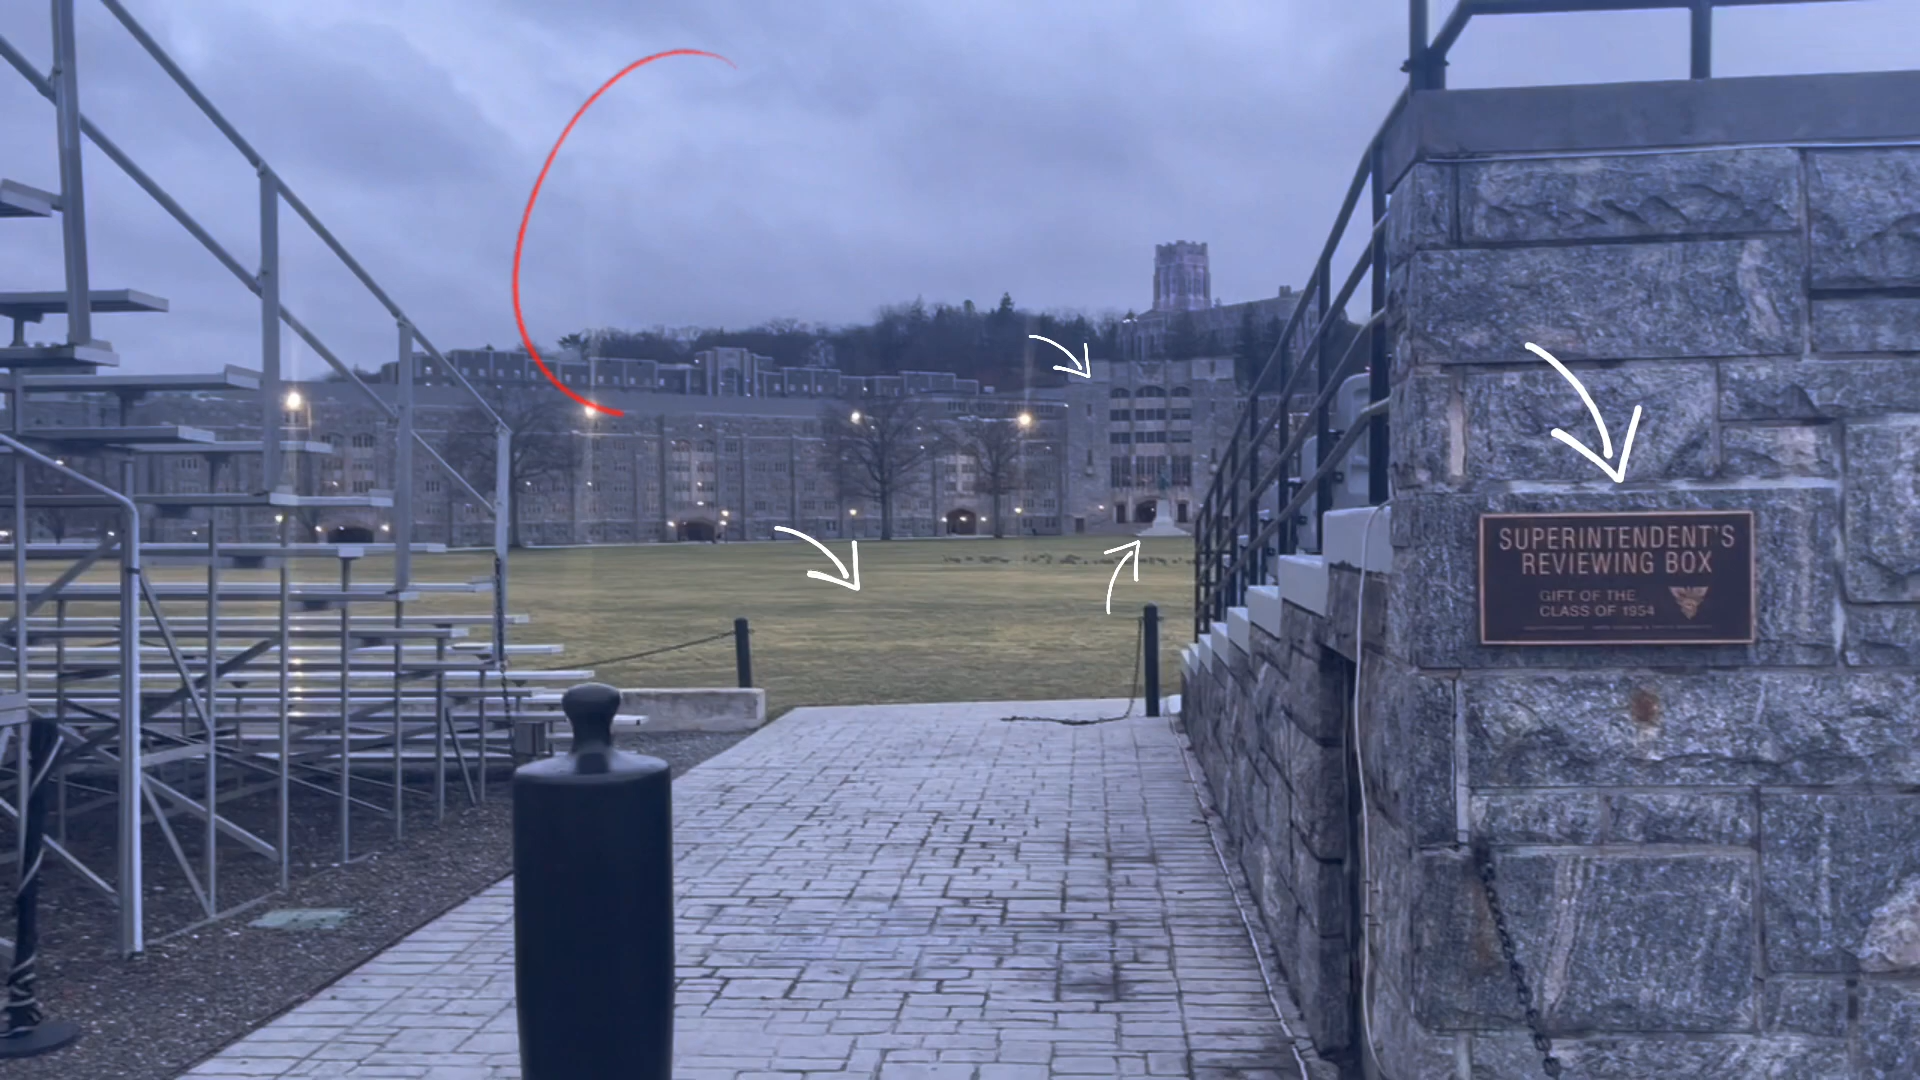 SUPERINTENDENT'S
REVIEWING BOX
GIFT OF THE
CLASS OF 1954